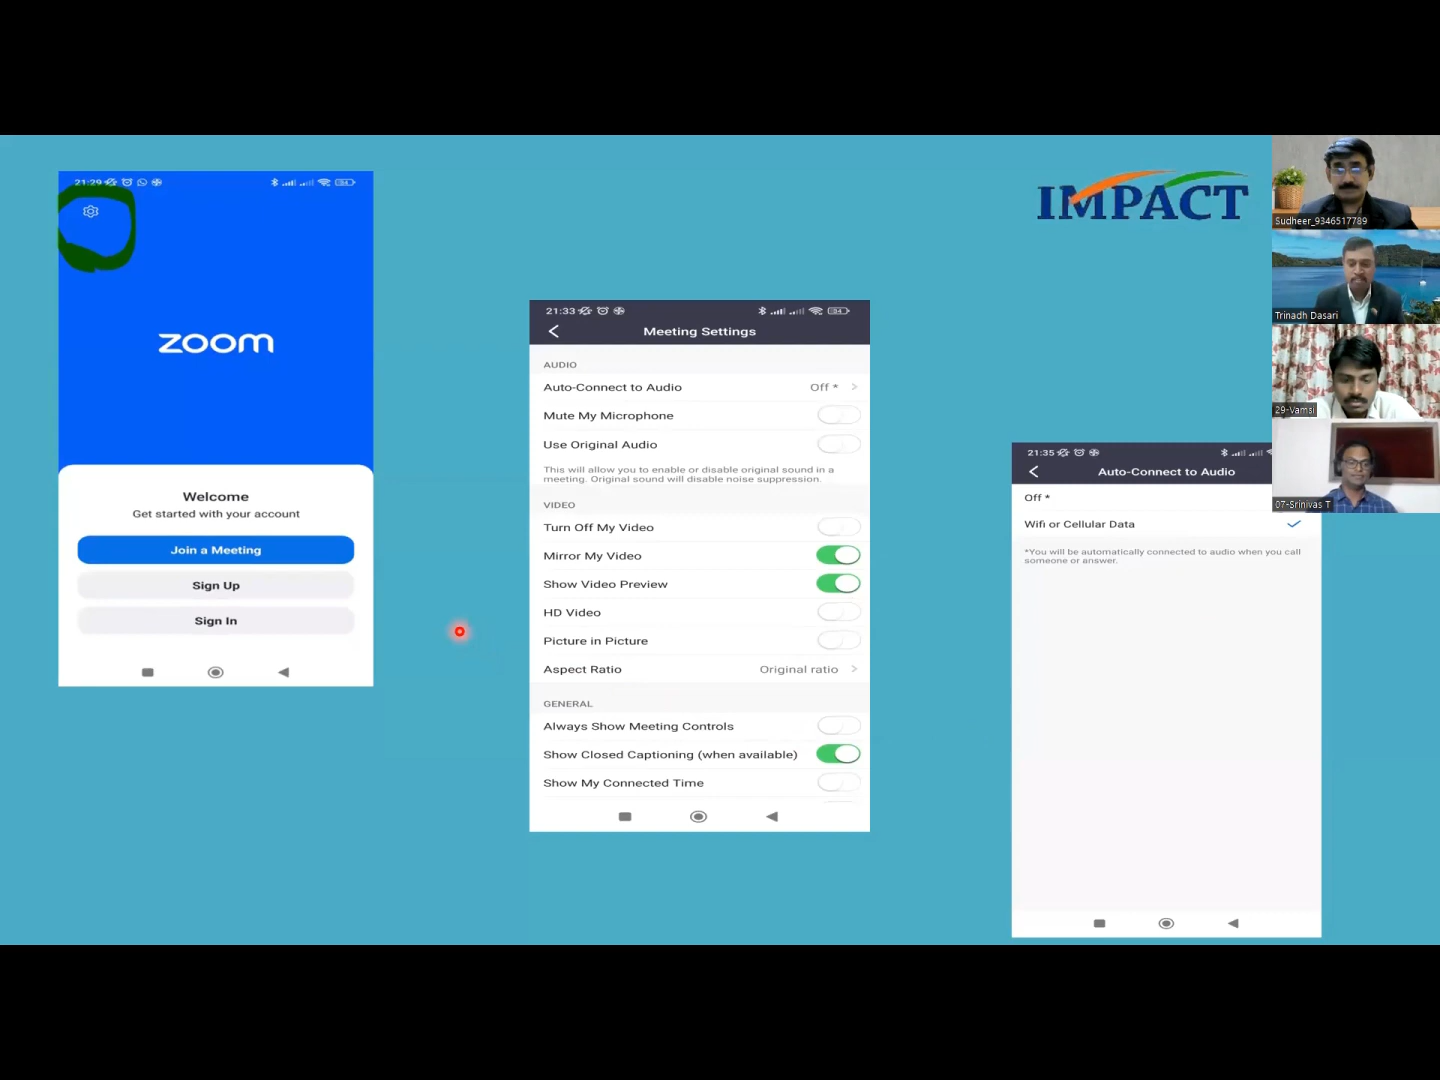 21:29
zoom
Welcome
Get started with your account
Join a Meeting
Sign Up
Sign In
21:33
Meeting Settings
AUDIO
Auto-Connect to Audio Off *
Mute My Microphone
Use Original Audio
This will allow you to enable or disable original sound in a
meeting. Original sound will disable noise suppression.
VIDEO
Turn Off My Video
Mirror My Video
Show Video Preview
HD Video
Picture in Picture
Aspect Ratio Original ratio
GENERAL
Always Show Meeting Controls
Show Closed Captioning (when available)
Show My Connected Time
IMPACT
21:35
Auto-Connect to Audio
Off *
Wifi or Cellular Data
*You will be automatically connected to audio when you call
someone or answer.
Sudheer_9346517789
Trinadh Dasari
29-Vamsi
07-Srinivas T